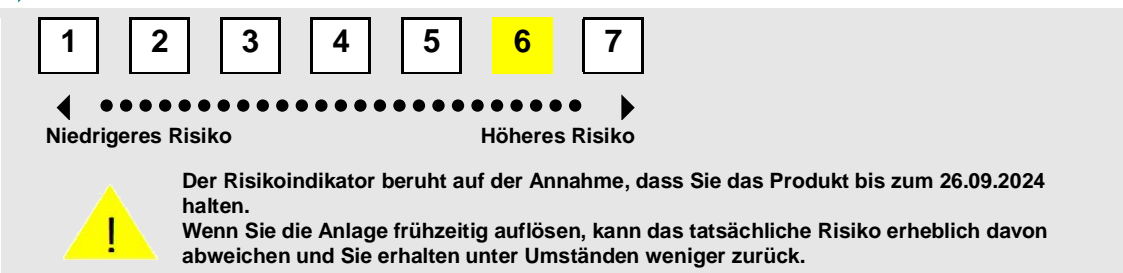 1 2 3 4 5 6 7
Niedrigeres Risiko Höheres Risiko
Der Risikoindikator beruht auf der Annahme, dass Sie das Produkt bis zum 26.09.2024
halten.
Wenn Sie die Anlage frühzeitig auflösen, kann das tatsächliche Risiko erheblich davon
! abweichen und Sie erhalten unter Umständen weniger zurück.